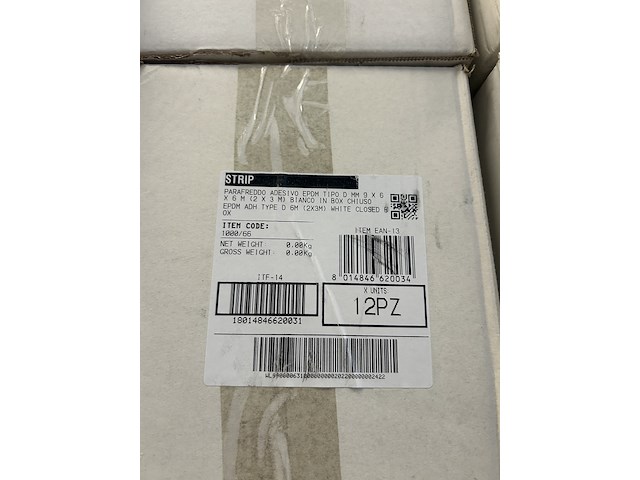 STRIP
PARAFREDDO ADESIVO EPDM TIPO D MM 9 X 6
X 6 M (2 X 3 M) BIANCO IN BOX CHIUSO
EPDM ADH TYPE D 6M (2X3M) WHITE CLOSED B
OX
ITEM CODE:
1000/66
NET WEIGHT 0.00Kg
GROSS WEIGHT 0.00Kg
ITEM EAN-13
8 014846 620034
ITF-14
18014846620031
X UNITS:
12PZ